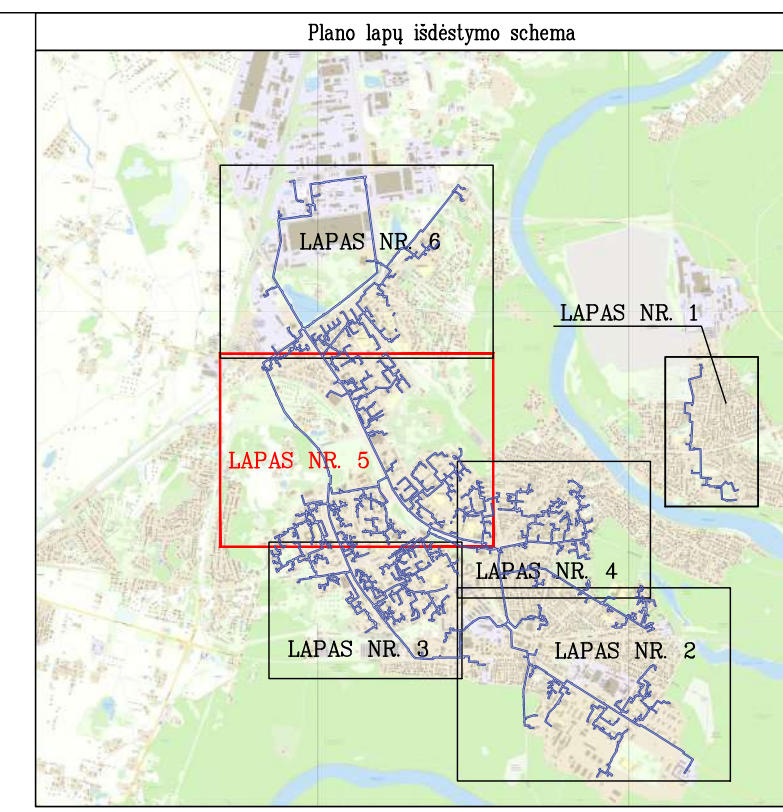 Plano lapų išdėstymo schema
LAPAS NR. 6
LAPAS NR. 1
LAPAS NR. 5
LAPAS NR. 4
LAPAS NR. 3
LAPAS NR. 2